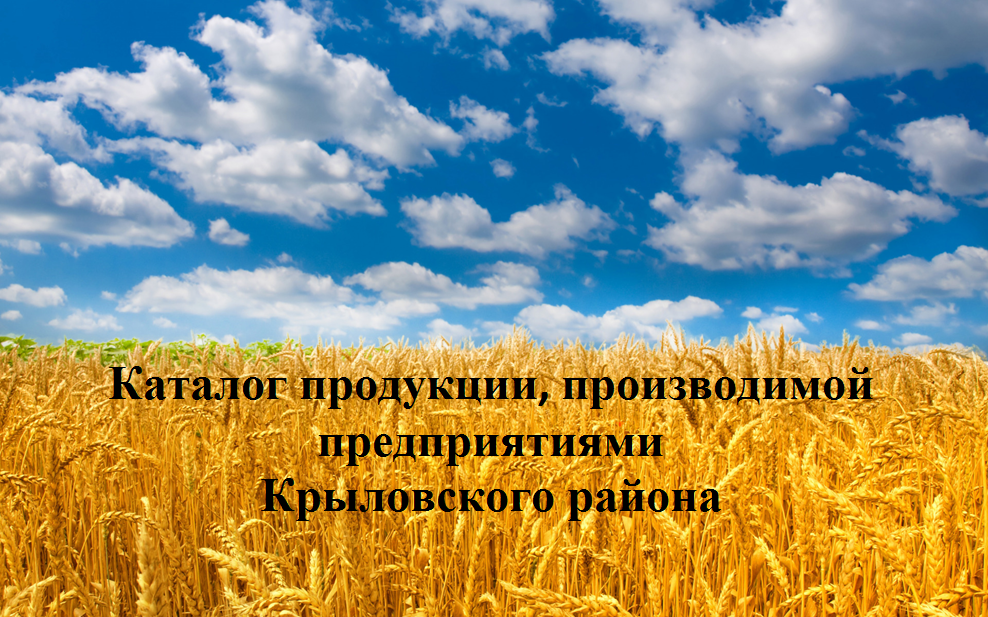 Каталог продукции, производимой
предприятиями
Крыловского района